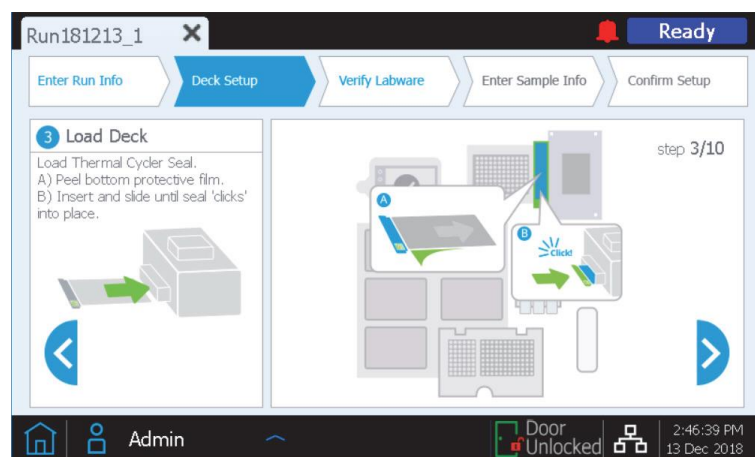 Run181213_1
Ready
Enter Run Info
Deck Setup
Verify Labware
Enter Sample Info
Confirm Setup
3 Load Deck
Load Thermal Cycler Seal.
A) Peel bottom protective film.
B) Insert and slide until seal 'clicks'
into place.
step 3/10
A
B
Click!
Admin
Door
Unlocked
2:46:39 PM
13 Dec 2018